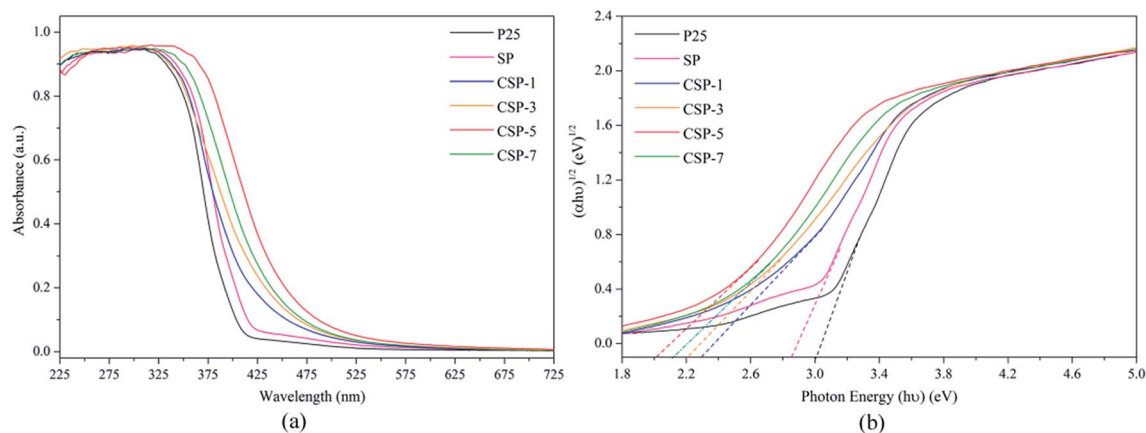 1.0
0.8
0.6
0.4
0.2
0.0
Absorbance (a.u.)
225 275 325 375 425 475 525 575 625 675 725
Wavelength (nm)
P25
SP
CSP-1
CSP-3
CSP-5
CSP-7
(a)
2.4
2.0
1.6
1.2
0.8
0.4
0.0
(αhυ)^1/2 (eV)^1/2
1.8 2.2 2.6 3.0 3.4 3.8 4.2 4.6 5.0
Photon Energy (hυ) (eV)
P25
SP
CSP-1
CSP-3
CSP-5
CSP-7
(b)